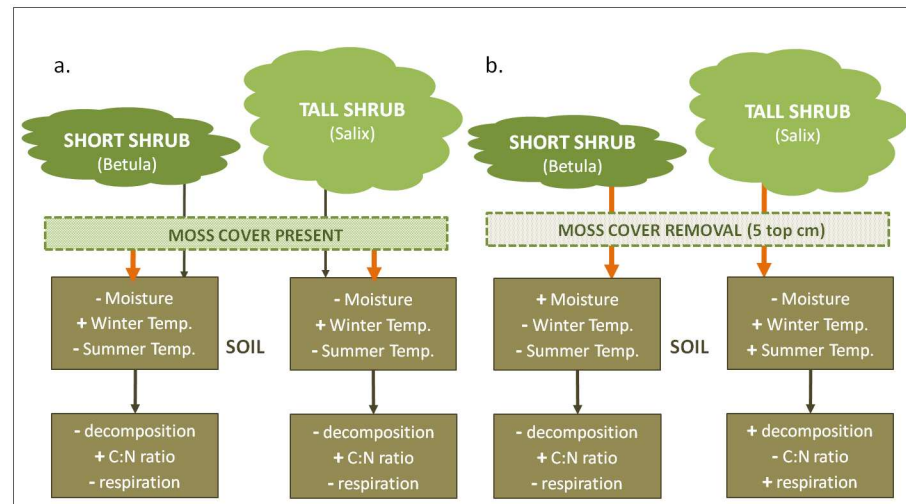 a.
SHORT SHRUB
(Betula)
TALL SHRUB
(Salix)
MOSS COVER PRESENT
- Moisture
+ Winter Temp.
- Summer Temp.
SOIL
- Moisture
+ Winter Temp.
- Summer Temp.
- decomposition
+ C:N ratio
- respiration
- decomposition
+ C:N ratio
- respiration
b.
SHORT SHRUB
(Betula)
TALL SHRUB
(Salix)
MOSS COVER REMOVAL (5 top cm)
+ Moisture
- Winter Temp.
- Summer Temp.
SOIL
- Moisture
+ Winter Temp.
+ Summer Temp.
- decomposition
+ C:N ratio
- respiration
+ decomposition
- C:N ratio
+ respiration